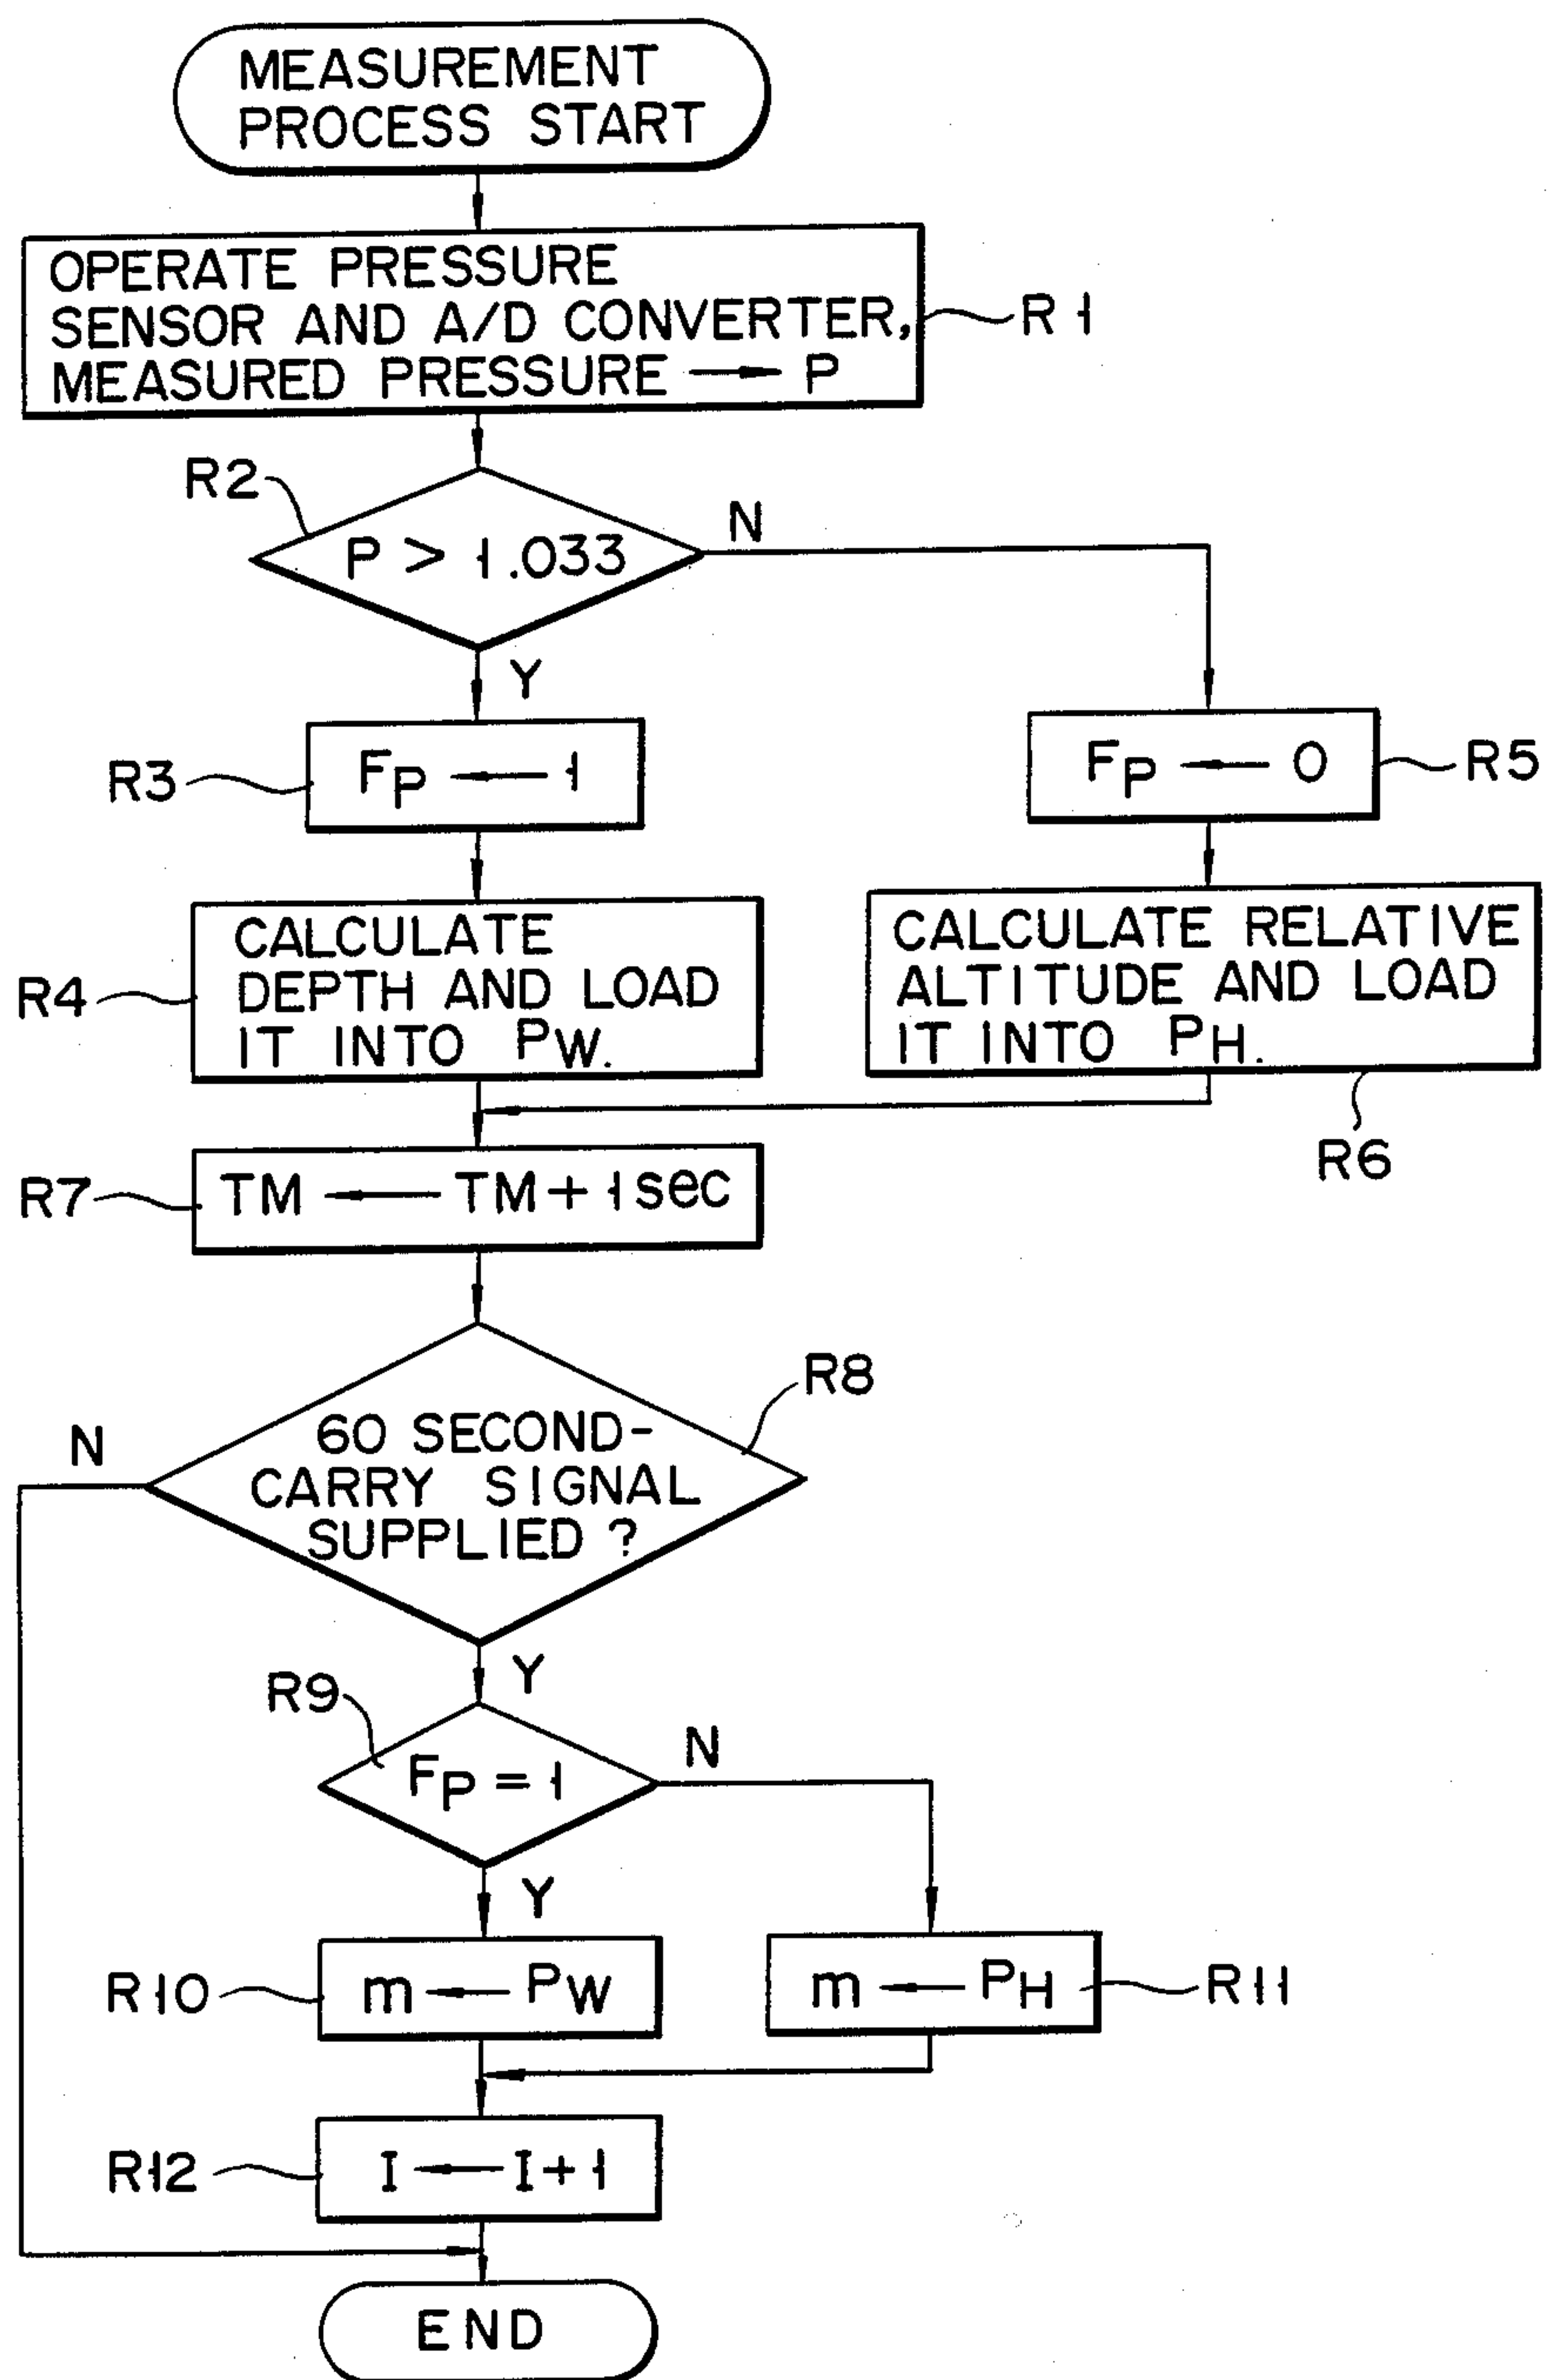 MEASUREMENT
PROCESS START
OPERATE PRESSURE
SENSOR AND A/D CONVERTER,
MEASURED PRESSURE → P
R1
R2
P > 1.033
N
Y
R3
FP ← 1
FP ← 0
R5
R4
CALCULATE
DEPTH AND LOAD
IT INTO PW.
CALCULATE RELATIVE
ALTITUDE AND LOAD
IT INTO PH.
R6
R7
TM ← TM + 1sec
R8
N
60 SECOND-
CARRY SIGNAL
SUPPLIED ?
Y
R9
FP = 1
N
Y
R10
m ← PW
m ← PH
R11
R12
I ← I + 1
END